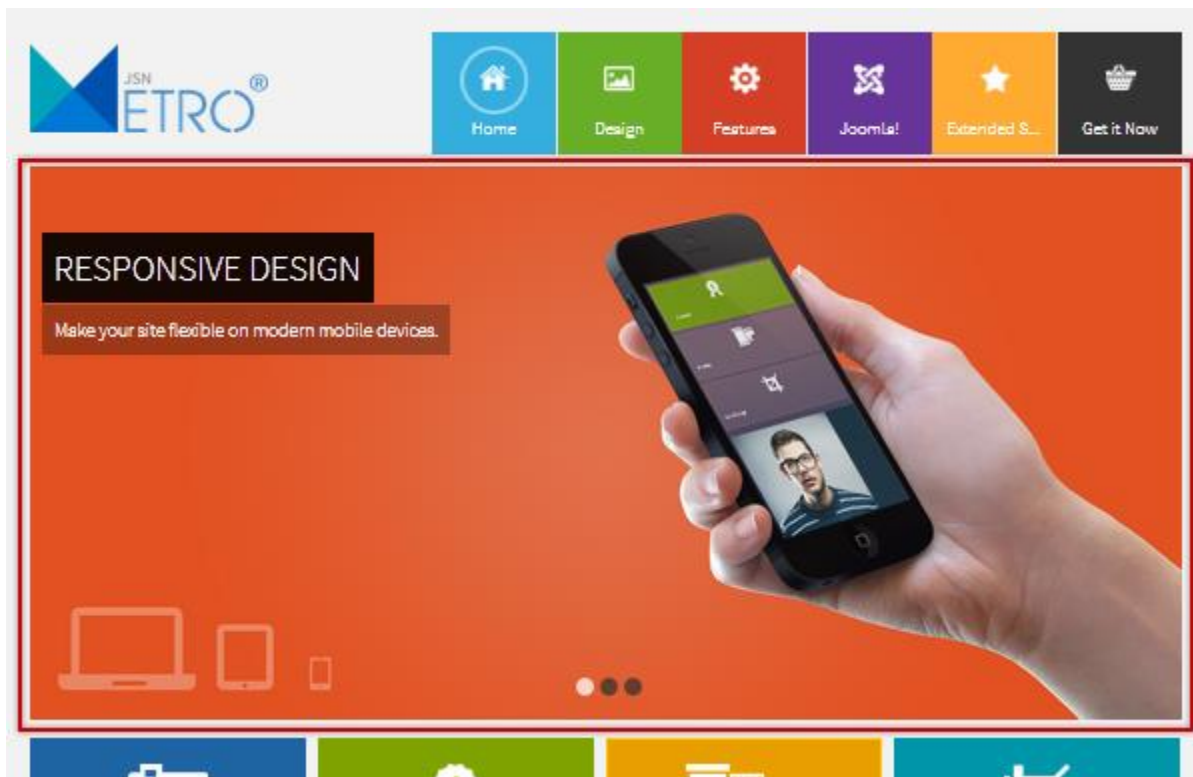 JSN
METRO®
Home
Design
Features
Joomla!
Extended S...
Get it Now
RESPONSIVE DESIGN
Make your site flexible on modern mobile devices.